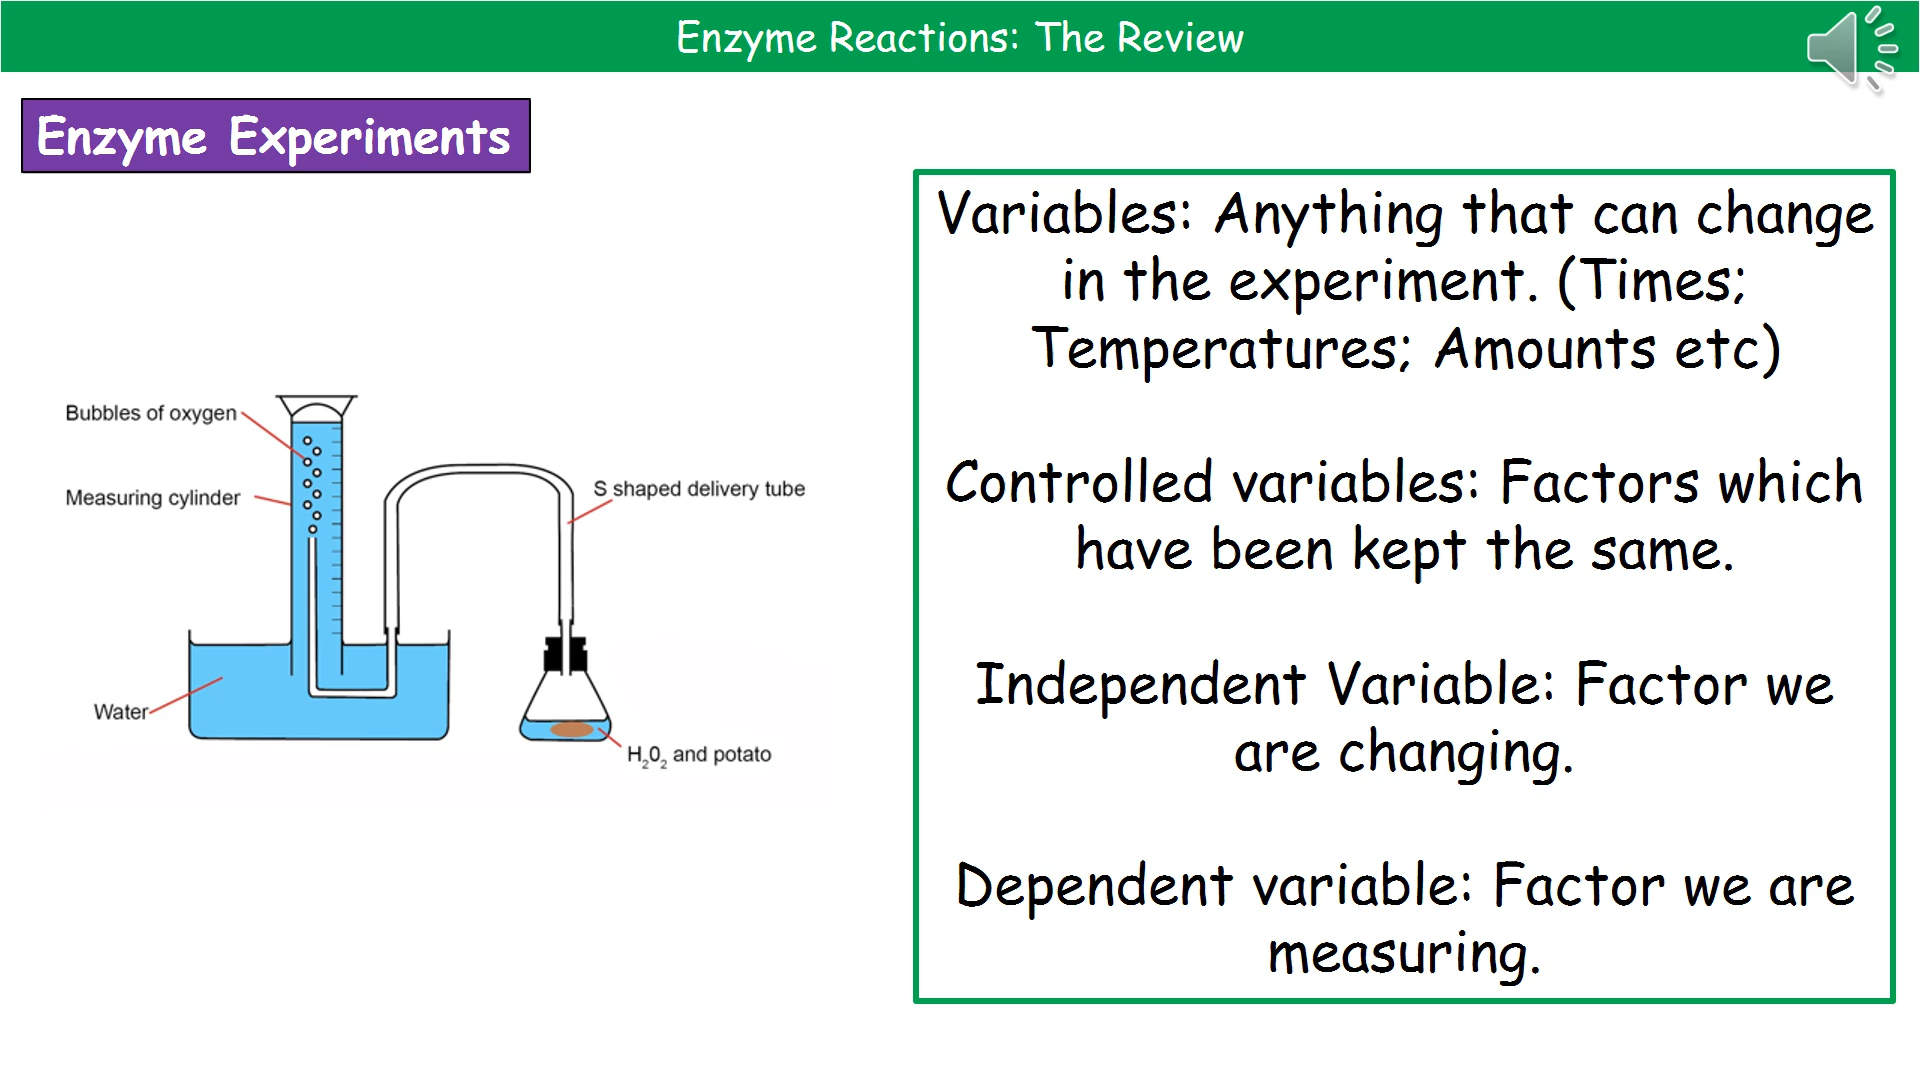 Enzyme Reactions: The Review
Enzyme Experiments
Variables: Anything that can change
in the experiment. (Times;
Temperatures; Amounts etc)
Controlled variables: Factors which
have been kept the same.
Independent Variable: Factor we
are changing.
Dependent variable: Factor we are
measuring.
Bubbles of oxygen
Measuring cylinder
S shaped delivery tube
Water
H₂0₂ and potato